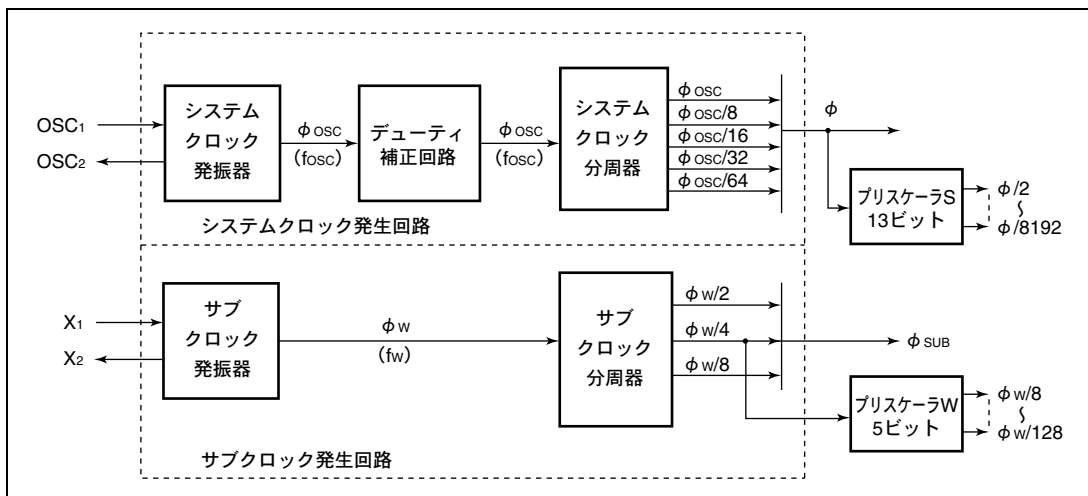 OSC1
OSC2
システム
クロック
発振器
φOSC
(fOSC)
デューティ
補正回路
φOSC
(fOSC)
システム
クロック
分周器
φOSC
φOSC/8
φOSC/16
φOSC/32
φOSC/64
φ
プリスケーラS
13ビット
φ/2
~
φ/8192
システムクロック発生回路
X1
X2
サブ
クロック
発振器
φW
(fW)
サブ
クロック
分周器
φW/2
φW/4
φW/8
φSUB
プリスケーラW
5ビット
φW/8
~
φW/128
サブクロック発生回路